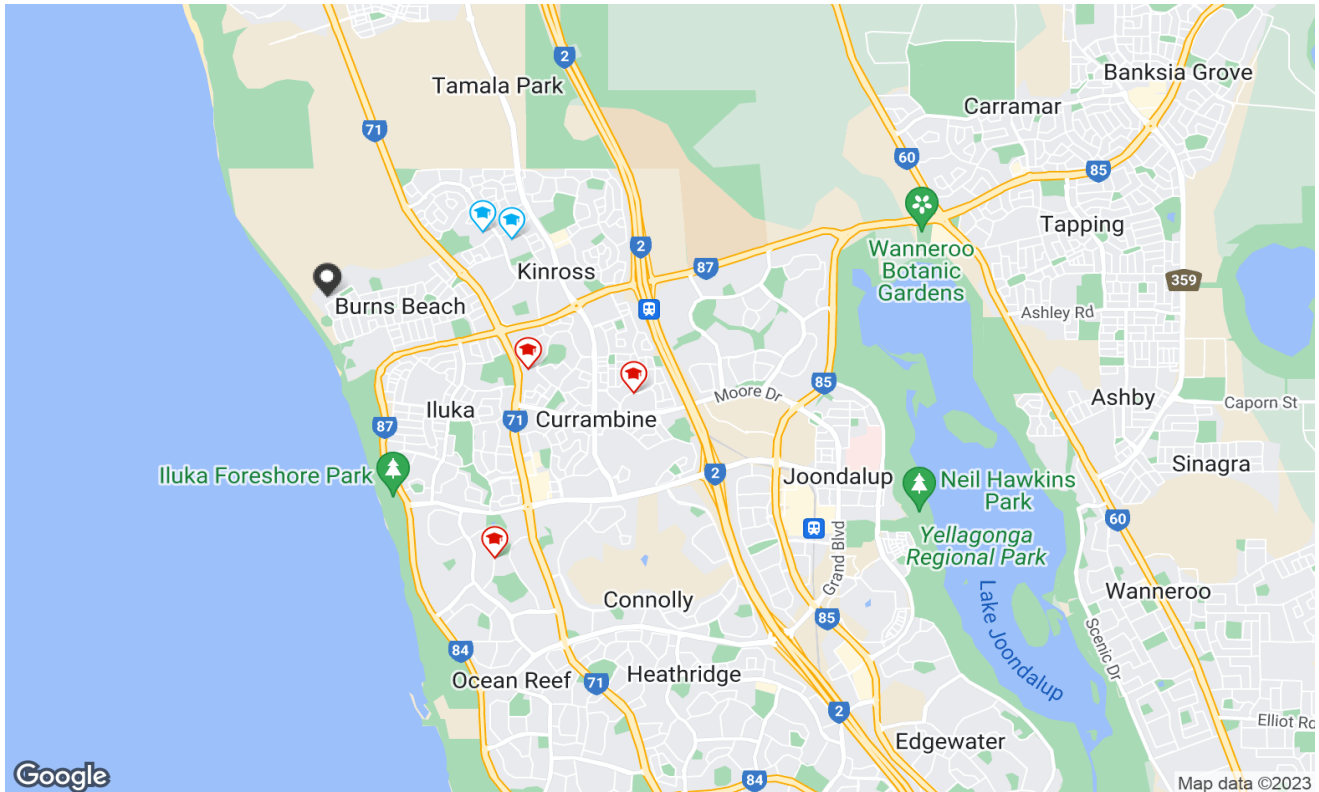 2
Banksia Grove
Tamala Park
Carramar
71
60
85
Tapping
2
Wanneroo
Botanic
Gardens
Kinross
87
359
Burns Beach
Ashley Rd
85
Moore Dr
Ashby
Caporn St
Iluka
87
71
Currambine
Sinagra
Iluka Foreshore Park
2
Joondalup
Neil Hawkins
Park
60
Grand Blvd
Yellagonga
Regional Park
Connolly
Lake Joondalup
Wanneroo
85
Scenic Dr
84
Ocean Reef
71
Heathridge
2
Elliot Rd
Edgewater
84
Google
Map data ©2023